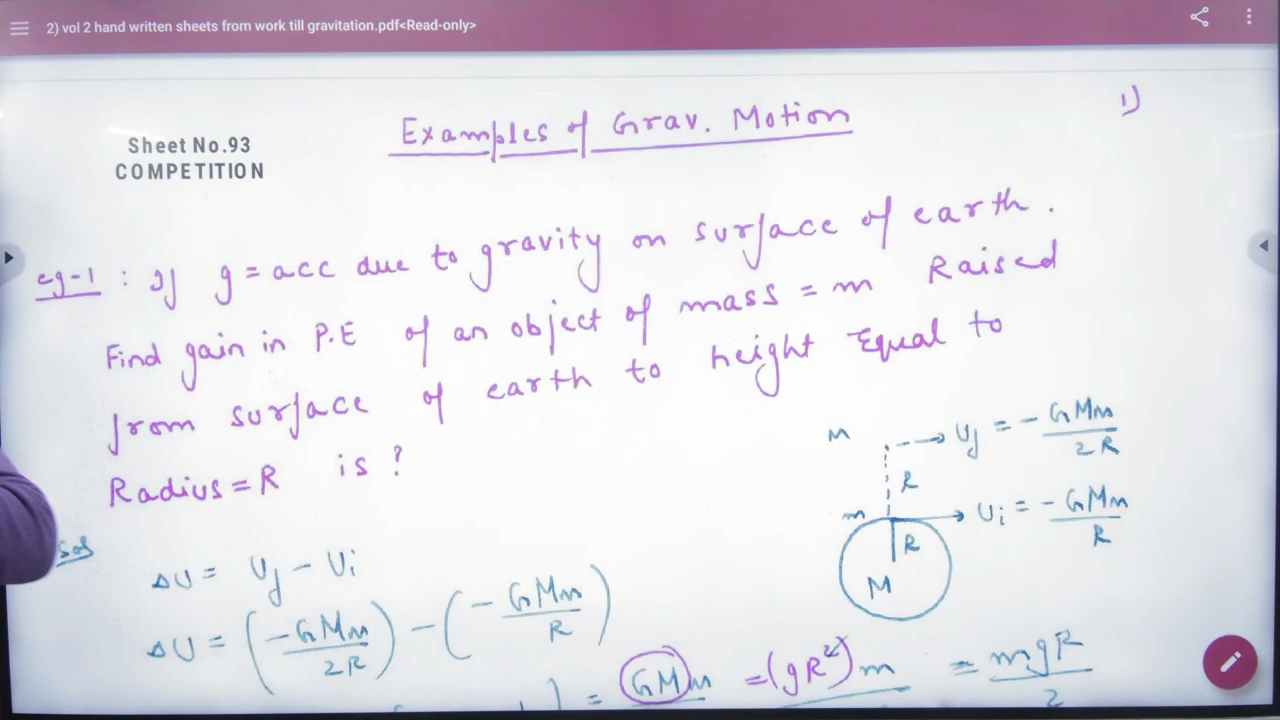 2) vol 2 hand written sheets from work till gravitation.pdf<Read-only>
Examples of Grav. Motion
1)
Sheet No.93
COMPETITION
eg-1 : If g = acc due to gravity on surface of earth.
Find gain in P.E of an object of mass = m Raised
from surface of earth to height Equal to
Radius = R is ?
m
Uf = -GMm/2R
R
m
Ui = -GMm/R
R
M
Sol
ΔU = Uf - Ui
ΔU = (-GMm/2R) - (-GMm/R)
= GMm = (gR²)m = mgR/2